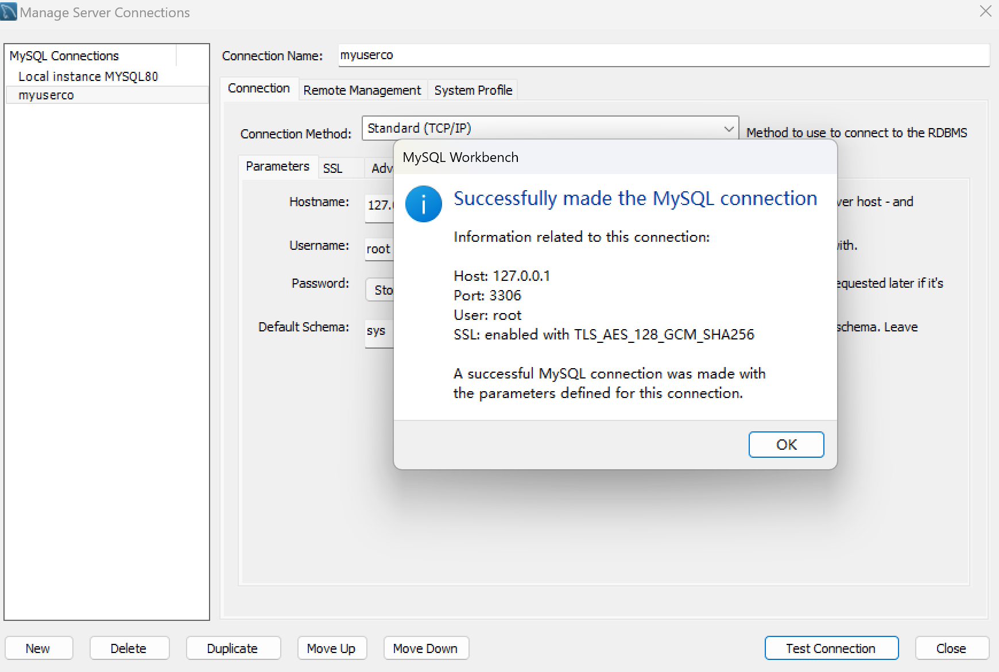 Manage Server Connections
MySQL Connections
Local instance MYSQL80
myuserco
Connection Name: myuserco
Connection Remote Management System Profile
Connection Method: Standard (TCP/IP) Method to use to connect to the RDBMS
Parameters SSL
MySQL Workbench
Successfully made the MySQL connection
Information related to this connection:
Host: 127.0.0.1
Port: 3306
User: root
SSL: enabled with TLS_AES_128_GCM_SHA256
A successful MySQL connection was made with
the parameters defined for this connection.
OK
Hostname: 127. host - and
Username: root
Password: later if it's
Default Schema: sys schema. Leave
New Delete Duplicate Move Up Move Down Test Connection Close